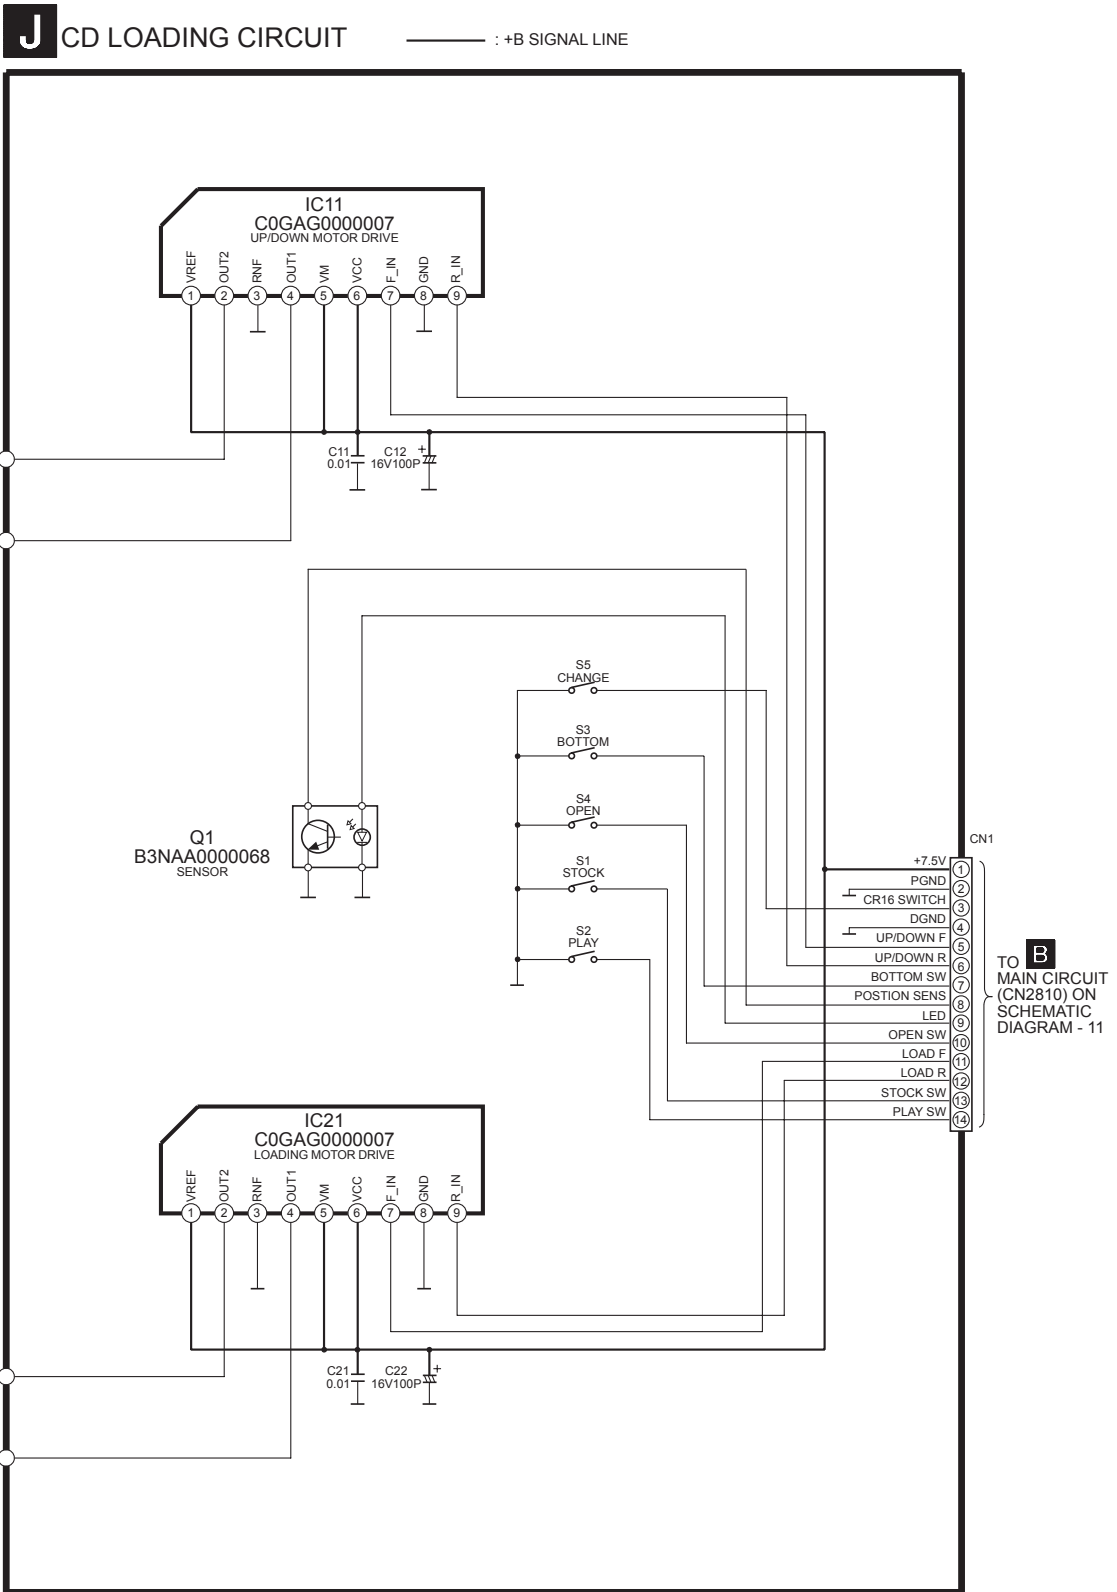 J CD LOADING CIRCUIT : +B SIGNAL LINE
IC11
C0GAG0000007
UP/DOWN MOTOR DRIVE
VREF OUT2 RNF OUT1 VM VCC F_IN GND R_IN
1 2 3 4 5 6 7 8 9
C11
0.01
C12
16V100P
+
S5
CHANGE
S3
BOTTOM
S4
OPEN
S1
STOCK
S2
PLAY
Q1
B3NAA0000068
SENSOR
CN1
+7.5V 1
PGND 2
CR16 SWITCH 3
DGND 4
UP/DOWN F 5
UP/DOWN R 6
BOTTOM SW 7
POSTION SENS 8
LED 9
OPEN SW 10
LOAD F 11
LOAD R 12
STOCK SW 13
PLAY SW 14
TO B
MAIN CIRCUIT
(CN2810) ON
SCHEMATIC
DIAGRAM - 11
IC21
C0GAG0000007
LOADING MOTOR DRIVE
VREF OUT2 RNF OUT1 VM VCC F_IN GND R_IN
1 2 3 4 5 6 7 8 9
C21
0.01
C22
16V100P
+